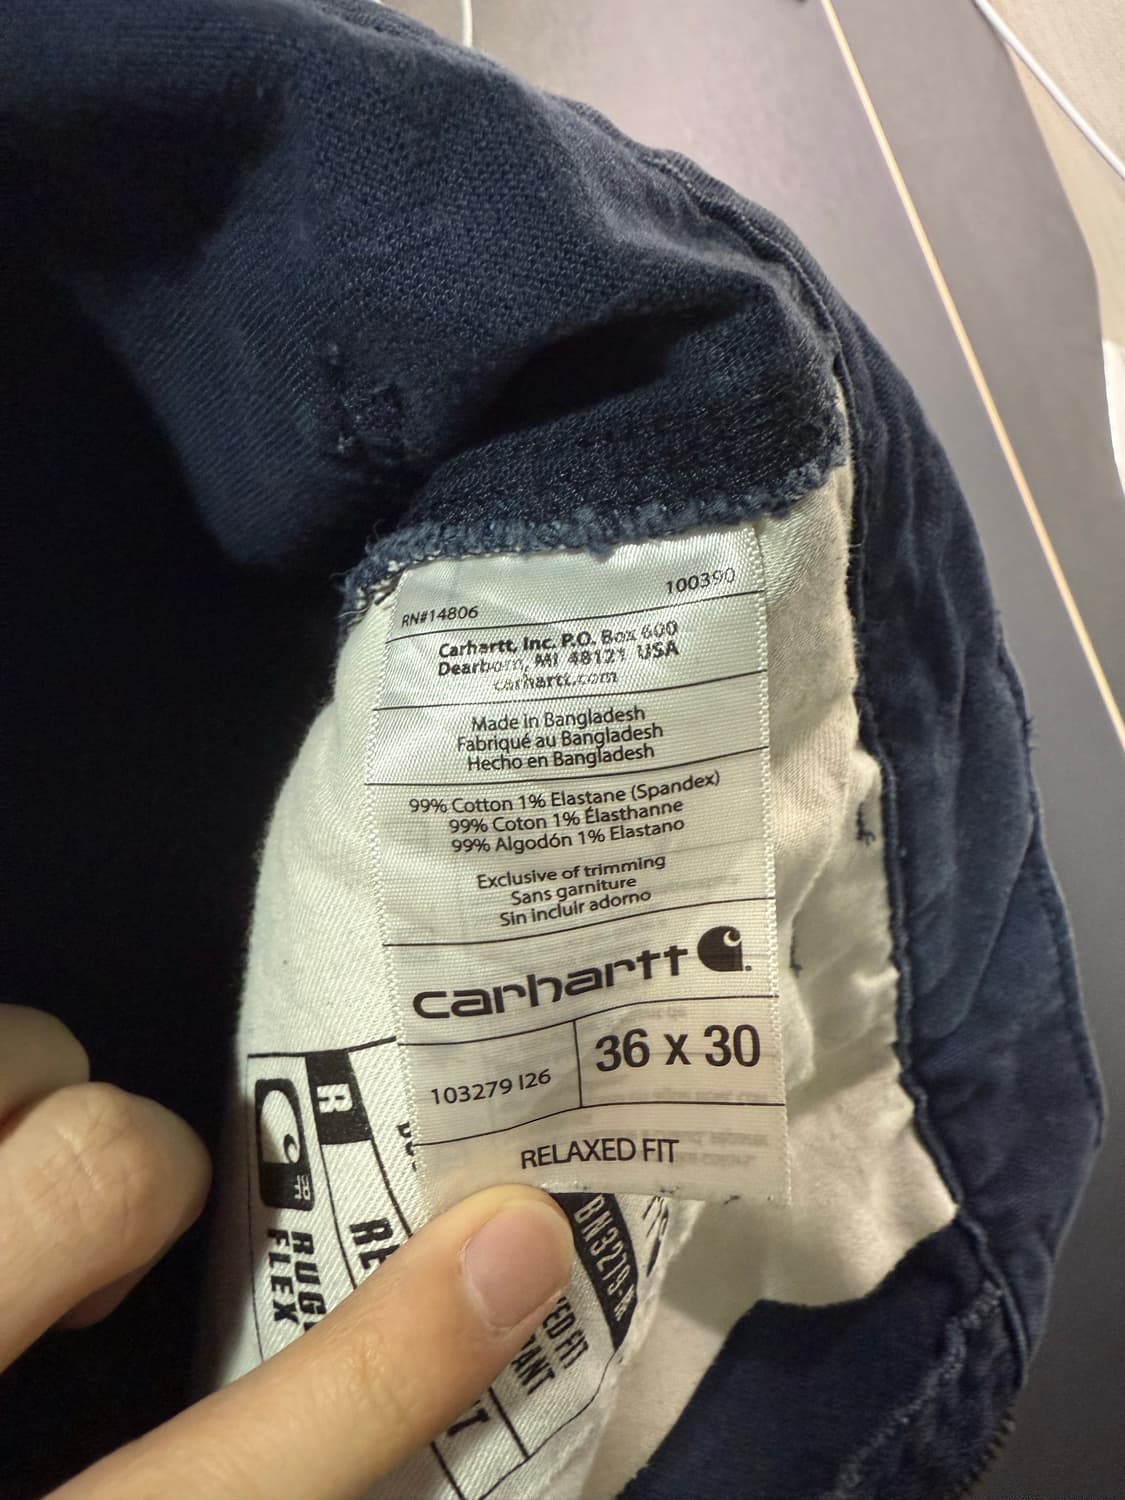 RN#14806
100390
Carhartt, Inc. P.O. Box 600
Dearborn, MI 48121 USA
carhartt.com
Made in Bangladesh
Fabriqué au Bangladesh
Hecho en Bangladesh
99% Cotton 1% Elastane (Spandex)
99% Coton 1% Élasthanne
99% Algodón 1% Elastano
Exclusive of trimming
Sans garniture
Sin incluir adorno
carhartt
103279 I26
36 x 30
RELAXED FIT
R
FLEX
BN3279-M